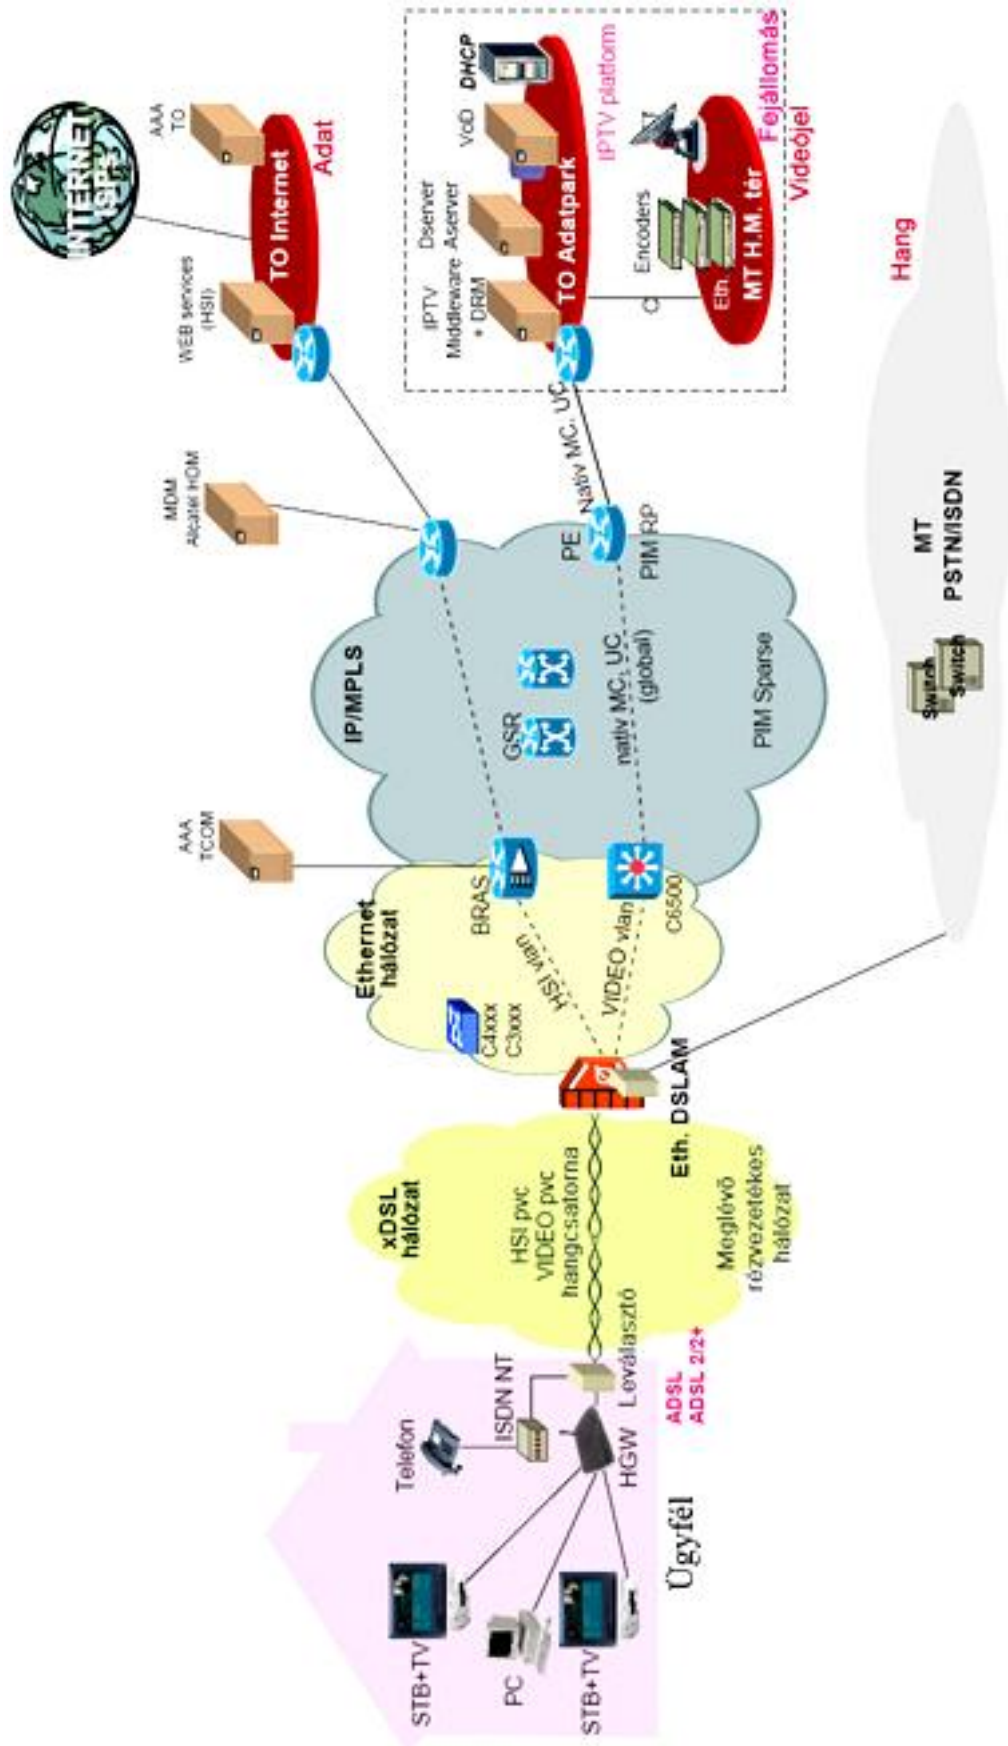 INTERNET
ISPs
AAA
TO
TO Internet
Adat
WEB services
(HSI)
MDM
Alcatel HDM
AAA
TCOM
DHCP
VoD
Dserver
Aserver
IPTV
Middleware
+ DRM
TO Adatpark
IPTV platform
Encoders
Eth.
MT H.M. tér
Fejállomás
Videójel
Nativ MC, UC
IP/MPLS
PE
PIM RP
GSR
nativ MC, UC
(global)
PIM Sparse
Ethernet
hálózat
BRAS
C4xxx
C3xxx
HSI vlan
VIDEO vlan
C6500
Eth. DSLAM
Hang
MT
PSTN/ISDN
Switch
Switch
xDSL
hálózat
HSI pvc
VIDEO pvc
hangcsatorna
Meglévő
rézvezetékes
hálózat
Telefon
ISDN NT
Leválasztó
HGW
ADSL
ADSL 2/2+
STB+TV
PC
STB+TV
Ügyfél